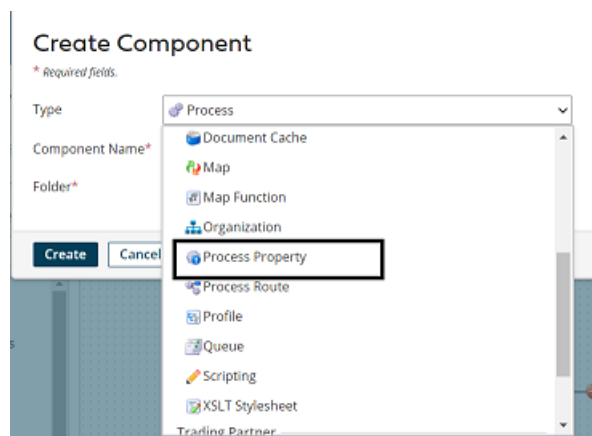 Create Component
* Required fields.
Type
Process
Document Cache
Component Name*
Map
Folder*
Map Function
Organization
Create
Cancel
Process Property
Process Route
Profile
s
Queue
Scripting
XSLT Stylesheet
Trading Partner